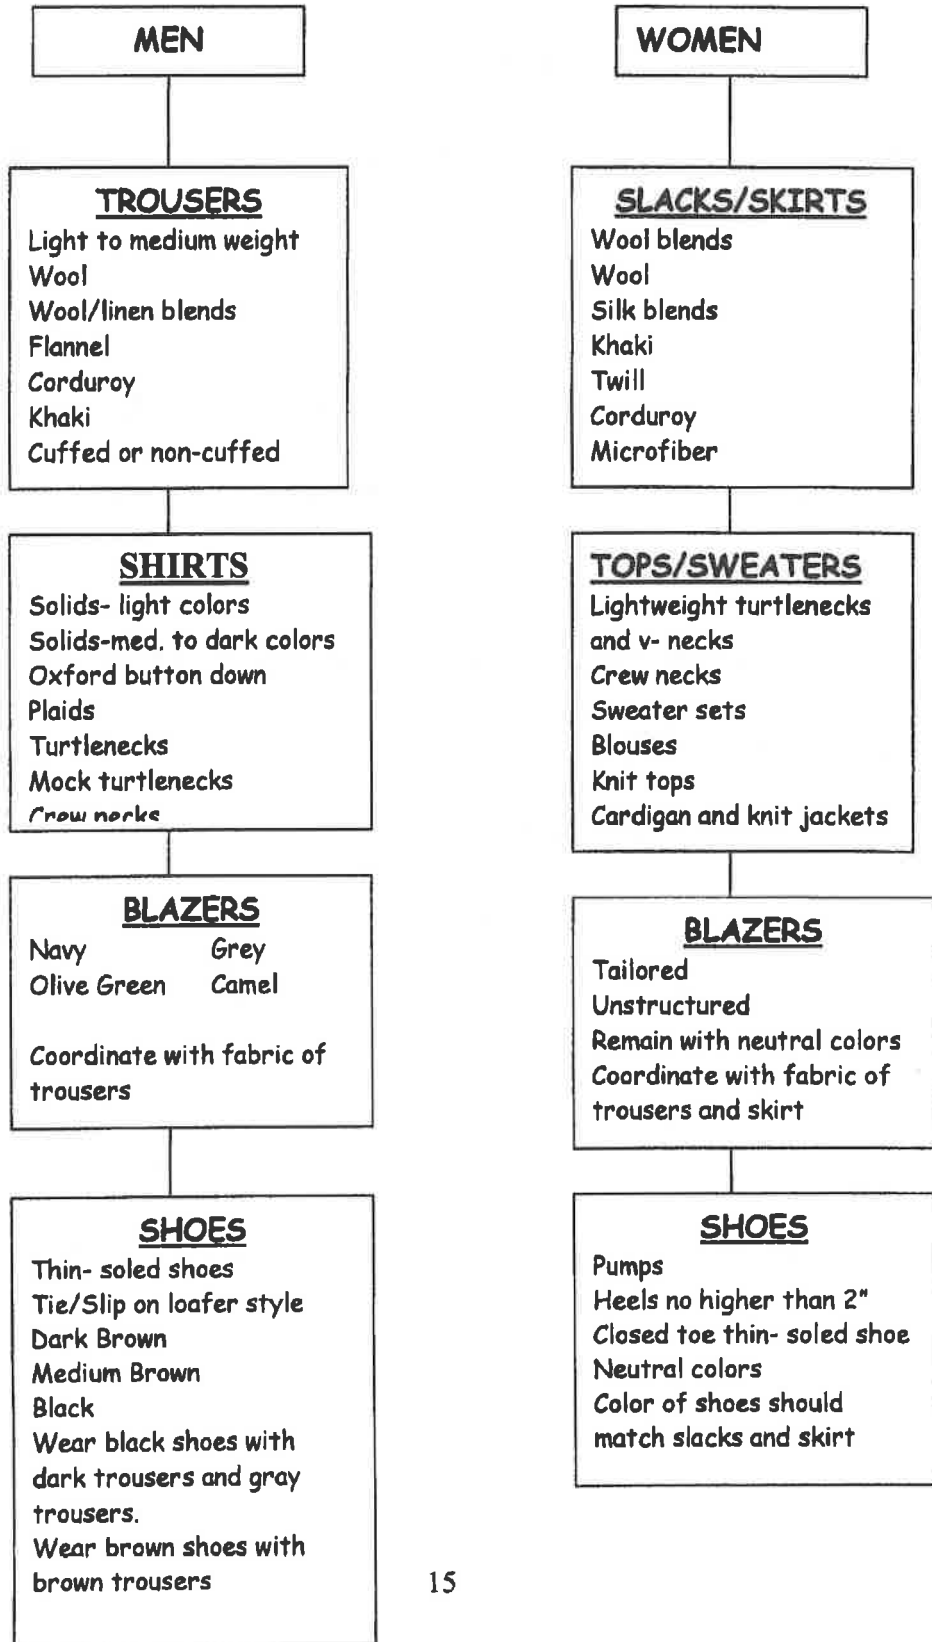 MEN
TROUSERS
Light to medium weight
Wool
Wool/linen blends
Flannel
Corduroy
Khaki
Cuffed or non-cuffed
SHIRTS
Solids- light colors
Solids-med. to dark colors
Oxford button down
Plaids
Turtlenecks
Mock turtlenecks
Crew necks
BLAZERS
Navy Grey
Olive Green Camel
Coordinate with fabric of
trousers
SHOES
Thin- soled shoes
Tie/Slip on loafer style
Dark Brown
Medium Brown
Black
Wear black shoes with
dark trousers and gray
trousers.
Wear brown shoes with
brown trousers
WOMEN
SLACKS/SKIRTS
Wool blends
Wool
Silk blends
Khaki
Twill
Corduroy
Microfiber
TOPS/SWEATERS
Lightweight turtlenecks
and v- necks
Crew necks
Sweater sets
Blouses
Knit tops
Cardigan and knit jackets
BLAZERS
Tailored
Unstructured
Remain with neutral colors
Coordinate with fabric of
trousers and skirt
SHOES
Pumps
Heels no higher than 2"
Closed toe thin- soled shoe
Neutral colors
Color of shoes should
match slacks and skirt
15